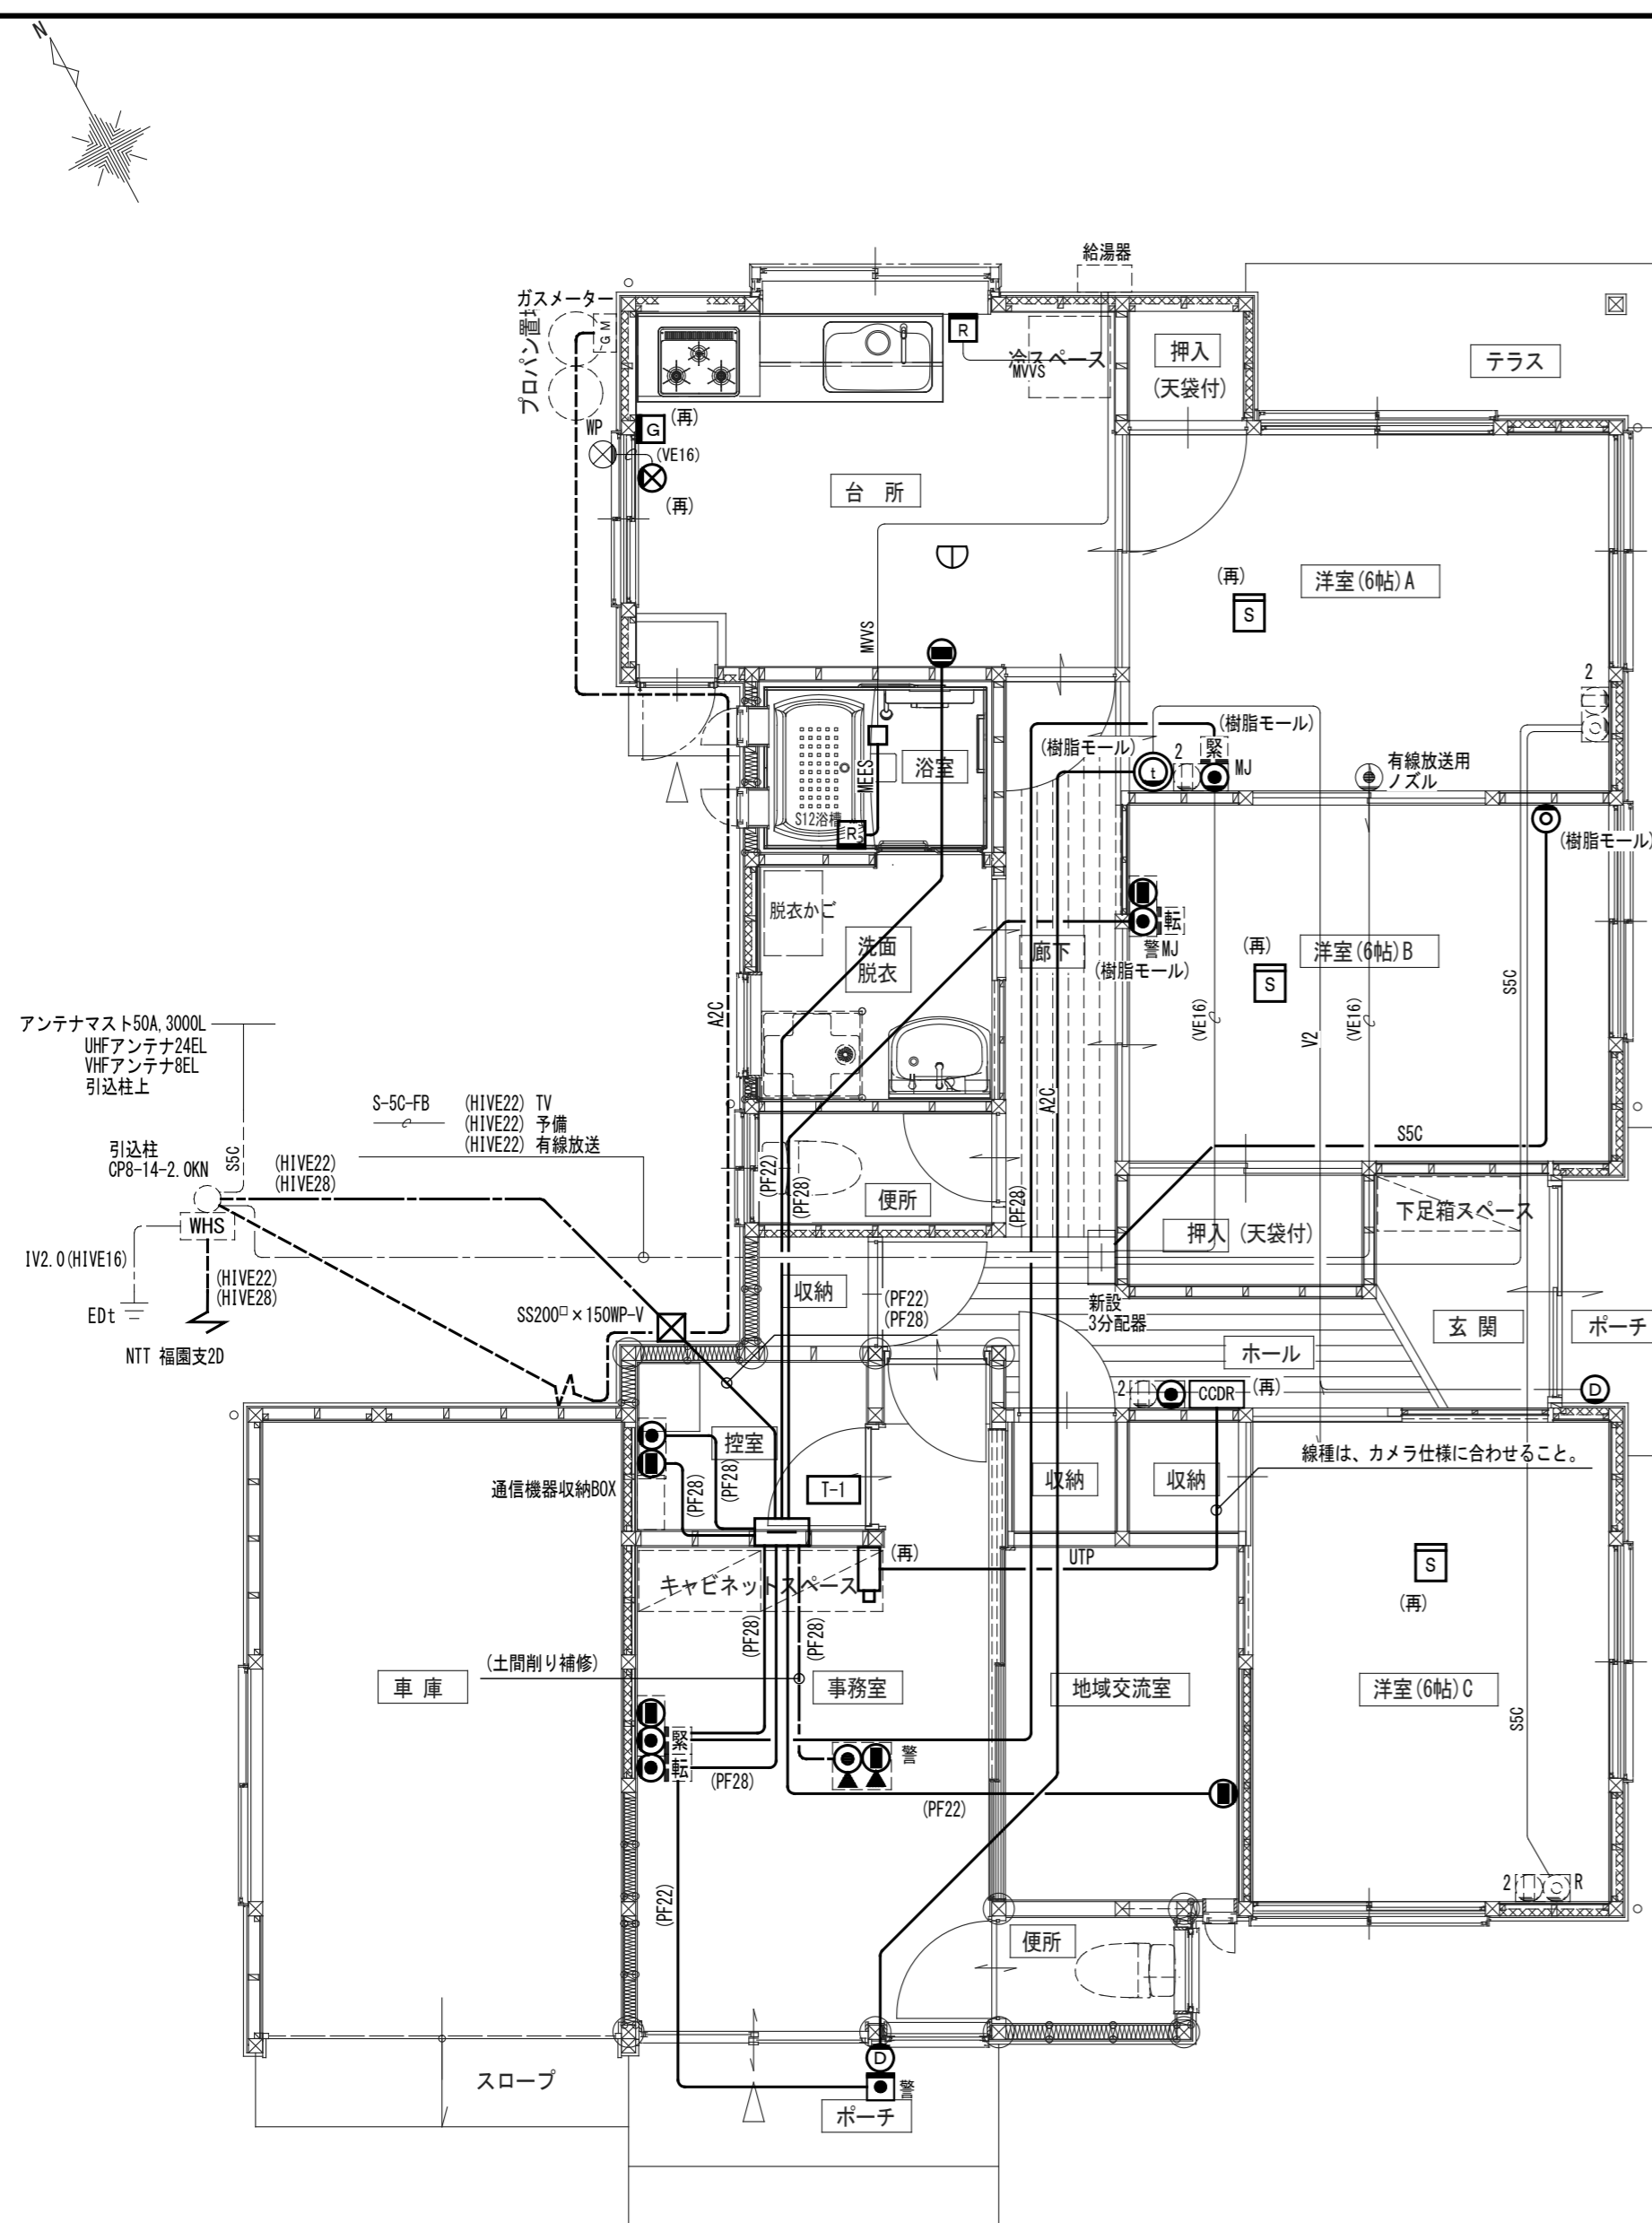 N
給湯器
ガスメーター
プロパン置場
GM
R
冷スペース
MVVS
押入
(天袋付)
テラス
WP
G
(再)
(VE16)
(再)
台 所
(再)
洋室(6帖)A
S
MVVS
2
(樹脂モール)
(樹脂モール)
緊
2
t
MJ
有線放送用
ノズル
浴室
MEES
S12浴槽
R
(樹脂モール)
脱衣かご
洗面
脱衣
廊下
転
警MJ
(樹脂モール)
(再)
洋室(6帖)B
S
S5C
A2C
(VE16)
V2
(VE16)
アンテナマスト50A,3000L
UHFアンテナ24EL
VHFアンテナ8EL
引込柱上
S-5C-FB
(HIVE22) TV
(HIVE22) 予備
(HIVE22) 有線放送
A2C
S5C
引込柱
CP8-14-2.0KN
S5C
(HIVE22)
(HIVE28)
(PF22)
(PF28)
便所
(PF28)
下足箱スペース
押入 (天袋付)
WHS
IV2.0(HIVE16)
(HIVE22)
(HIVE28)
EDt
NTT 福園支2D
収納
(PF22)
(PF28)
SS200□×150WP-V
新設
3分配器
玄 関
ポーチ
ホール
2
CCDR
(再)
D
控室
線種は、カメラ仕様に合わせること。
通信機器収納BOX
(PF28)
(PF28)
T-1
収納
収納
(再)
UTP
キャビネットスペース
S
(再)
(PF28)
(PF28)
(土間削り補修)
車 庫
事務室
地域交流室
洋室(6帖)C
S5C
緊
転
(PF28)
警
(PF22)
(PF22)
2
R
便所
D
警
スロープ
ポーチ